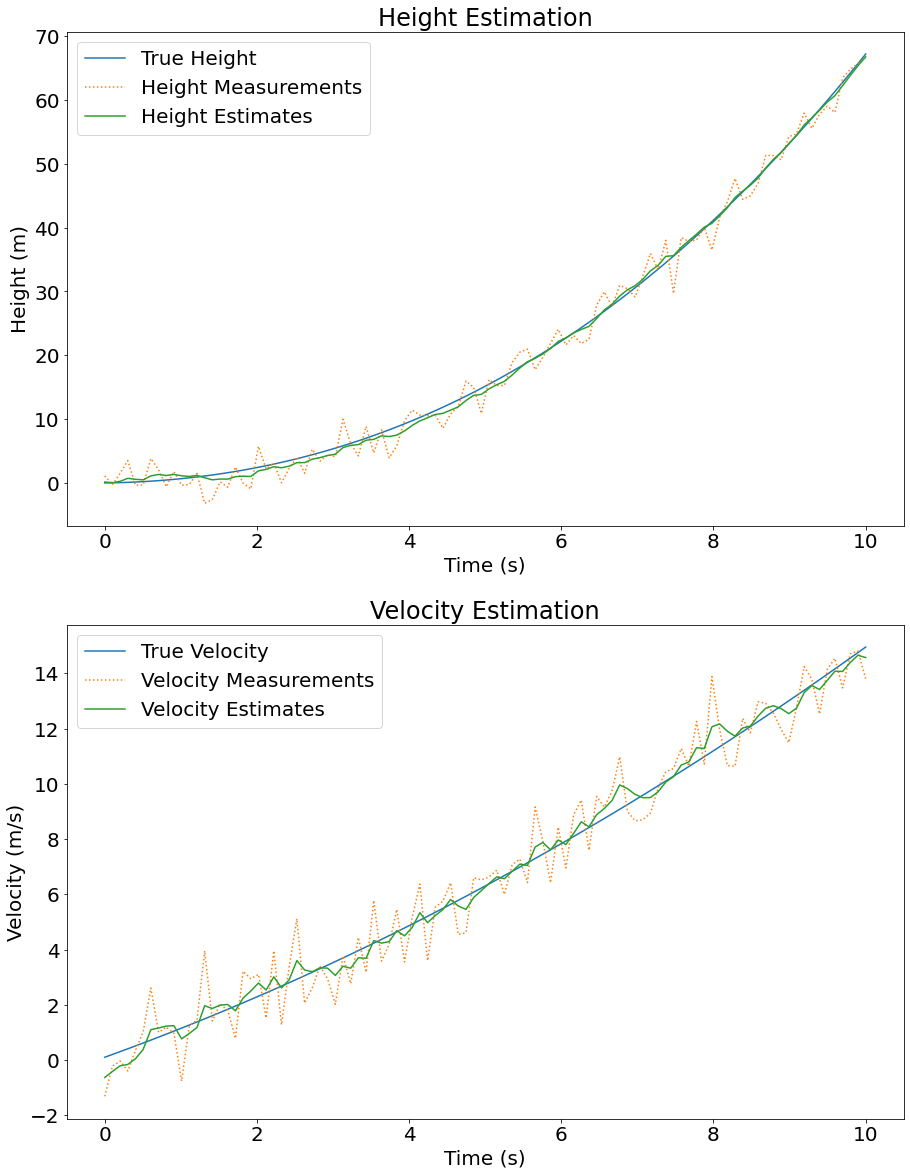 Height Estimation
70
60
50
40
30
20
10
0
Height (m)
True Height
Height Measurements
Height Estimates
0 2 4 6 8 10
Time (s)
Velocity Estimation
14
12
10
8
6
4
2
0
−2
Velocity (m/s)
True Velocity
Velocity Measurements
Velocity Estimates
0 2 4 6 8 10
Time (s)